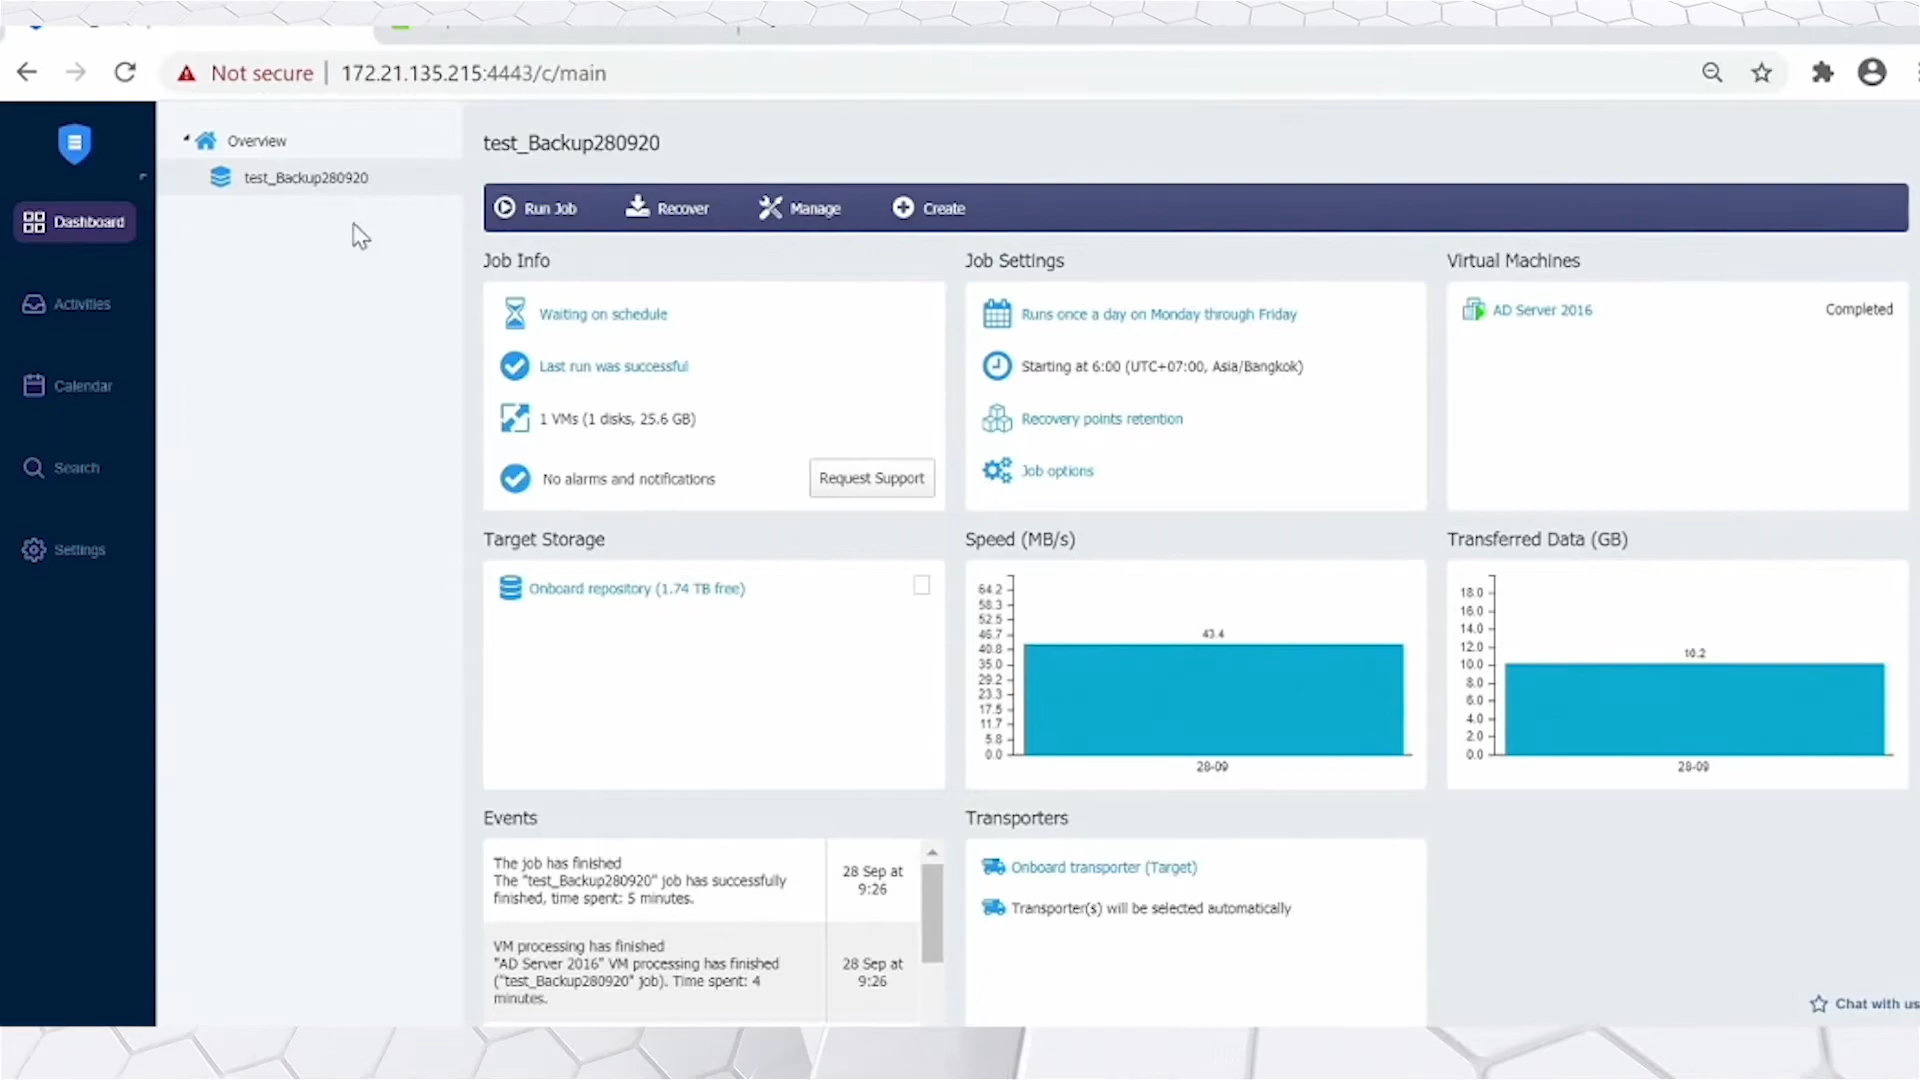 Not secure
172.21.135.215:4443/c/main
Overview
test_Backup280920
Dashboard
Activities
Calendar
Search
Settings
test_Backup280920
Run Job
Recover
Manage
Create
Job Info
Waiting on schedule
Last run was successful
1 VMs (1 disks, 25.6 GB)
No alarms and notifications
Request Support
Job Settings
Runs once a day on Monday through Friday
Starting at 6:00 (UTC+07:00, Asia/Bangkok)
Recovery points retention
Job options
Virtual Machines
AD Server 2016
Completed
Target Storage
Onboard repository (1.74 TB free)
Speed (MB/s)
64.2
58.3
52.5
46.7
40.8
35.0
29.2
23.3
17.5
11.7
5.8
0.0
43.4
28-09
Transferred Data (GB)
18.0
16.0
14.0
12.0
10.0
8.0
6.0
4.0
2.0
0.0
10.2
28-09
Events
The job has finished
The "test_Backup280920" job has successfully
finished, time spent: 5 minutes.
28 Sep at
9:26
VM processing has finished
"AD Server 2016" VM processing has finished
("test_Backup280920" job). Time spent: 4
minutes.
28 Sep at
9:26
Transporters
Onboard transporter (Target)
Transporter(s) will be selected automatically
Chat with us